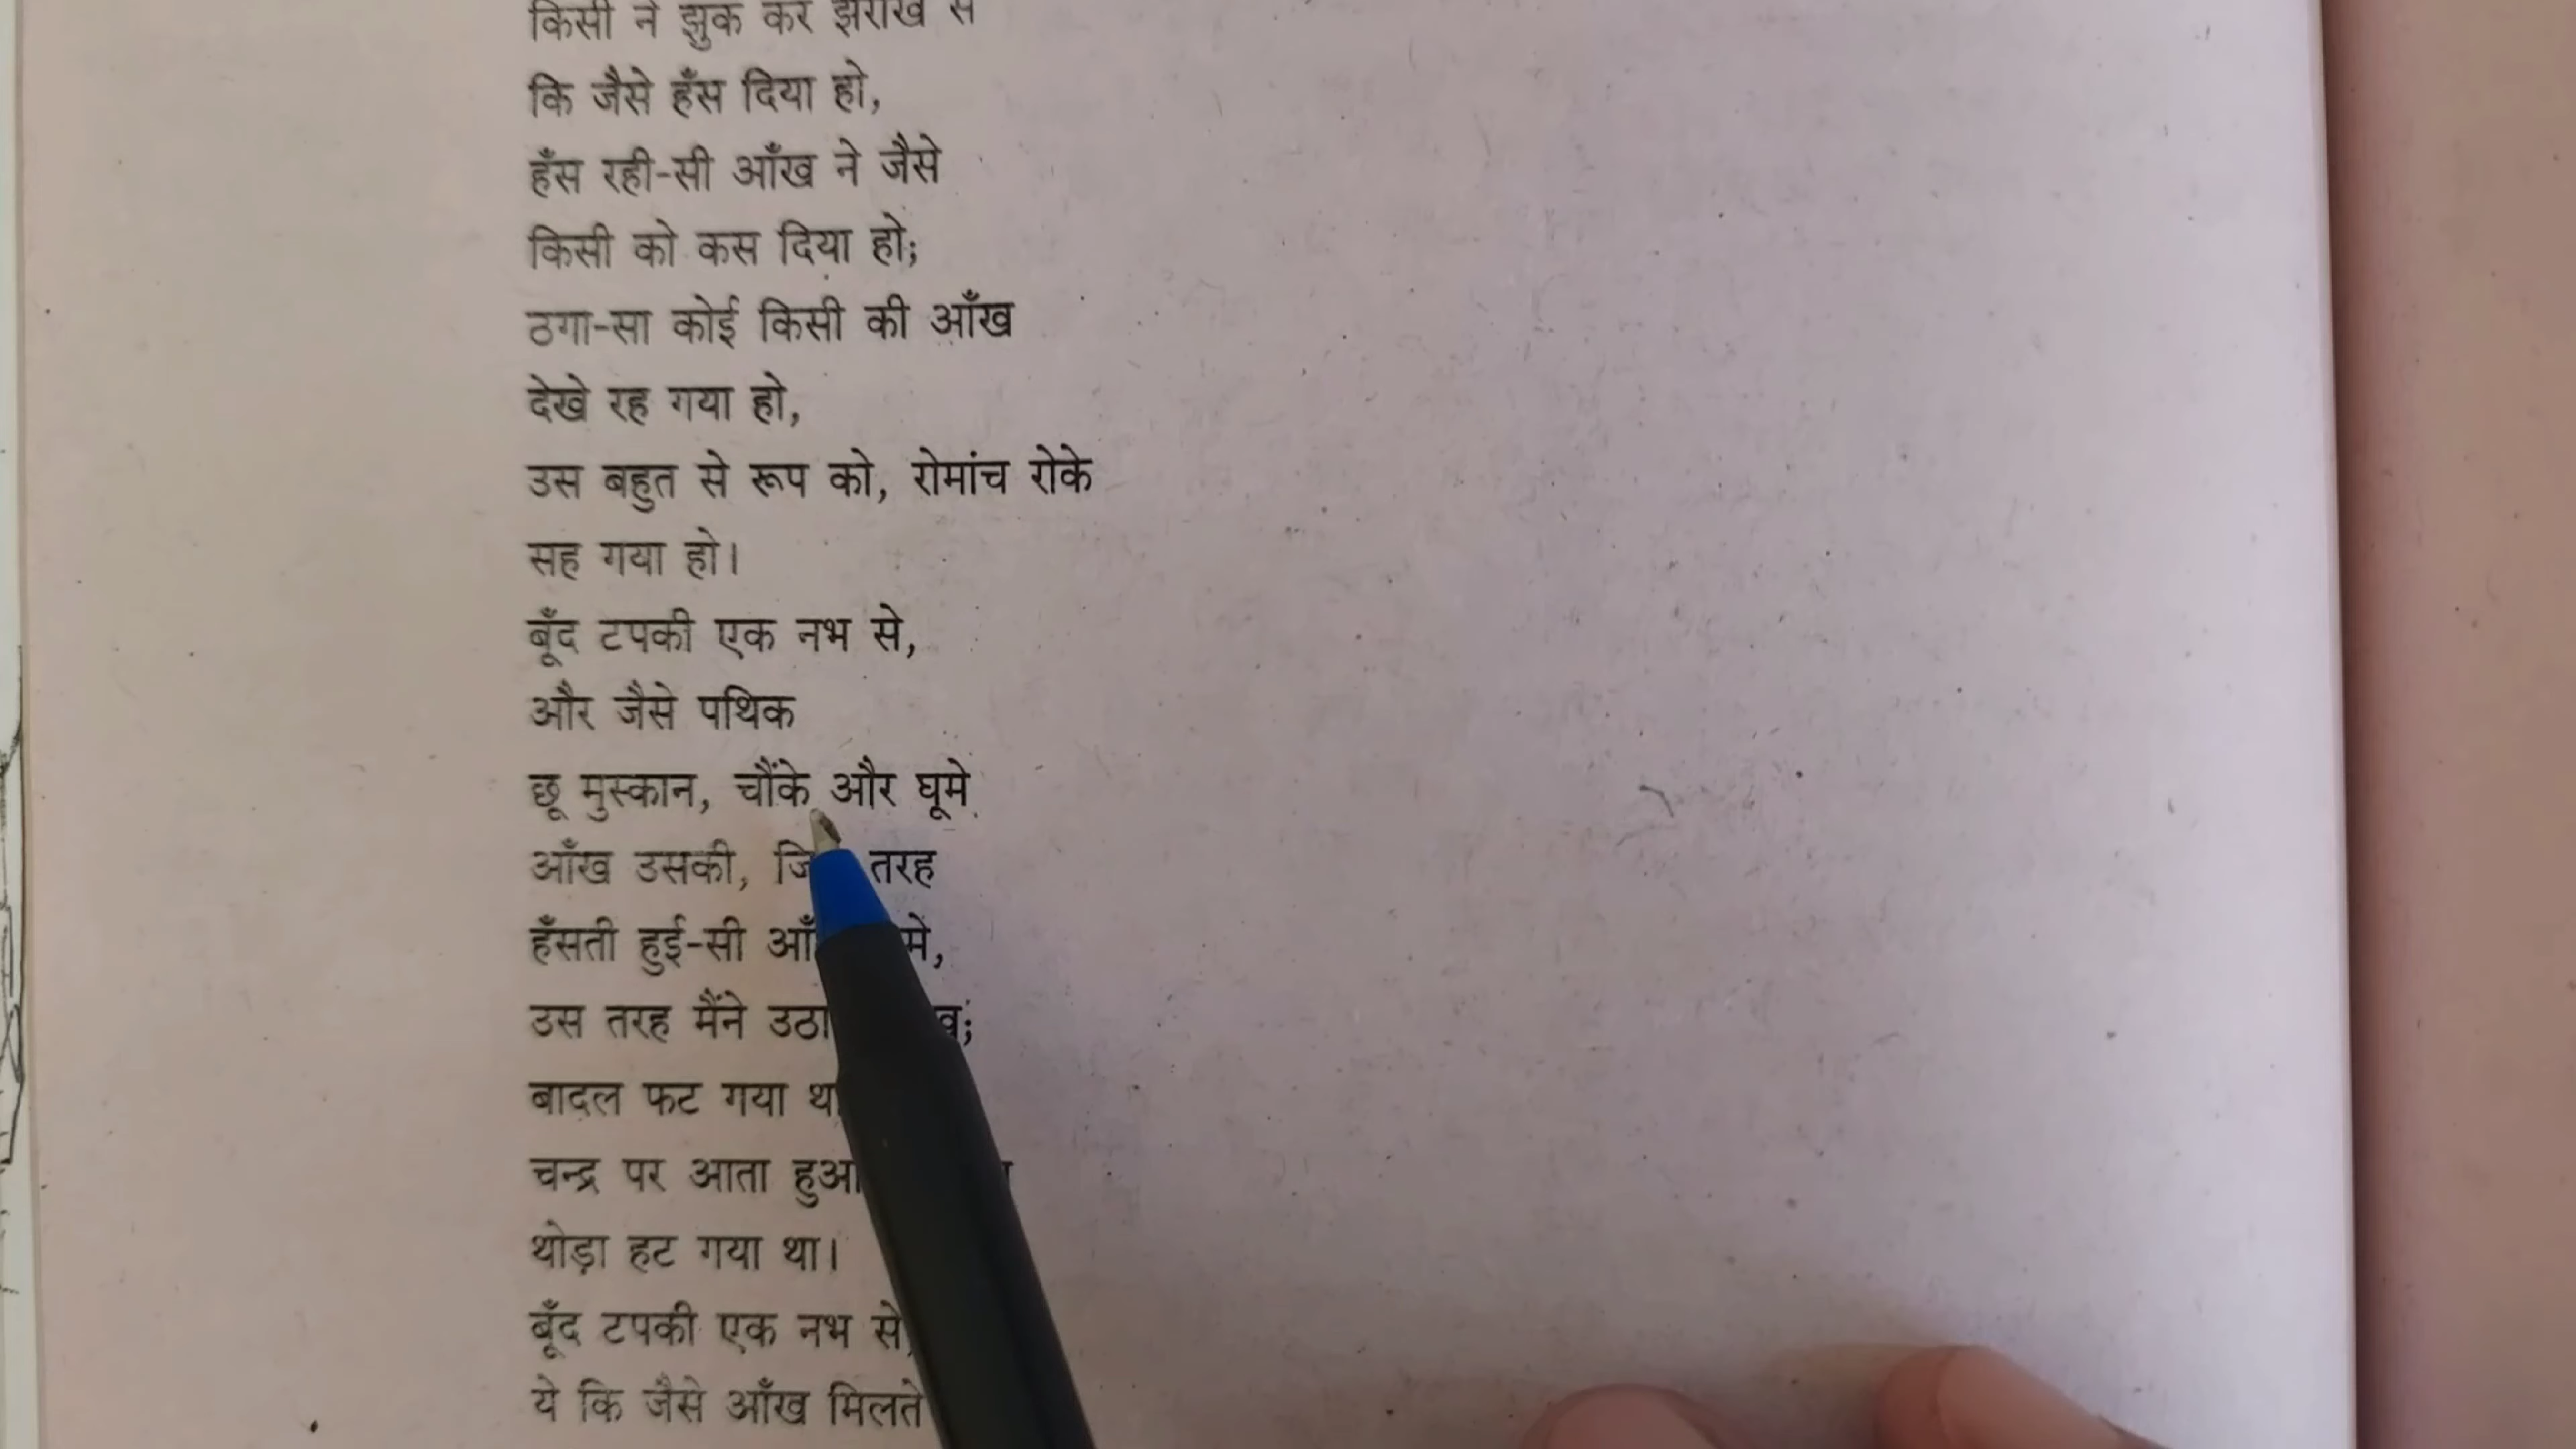 किसी ने झुक कर झरोखे से
कि जैसे हँस दिया हो,
हँस रही-सी आँख ने जैसे
किसी को कस दिया हो;
ठगा-सा कोई किसी की आँख
देखे रह गया हो,
उस बहुत से रूप को, रोमांच रोके
सह गया हो।
बूँद टपकी एक नभ से,
और जैसे पथिक
छू मुस्कान, चौंके और घूमे
आँख उसकी, तरह
हँसती हुई-सी
उस तरह मैंने
बादल फट गया
चन्द्र पर आता
थोड़ा हट गया था।
बूँद टपकी एक नभ से,
ये कि जैसे आँख मिलते